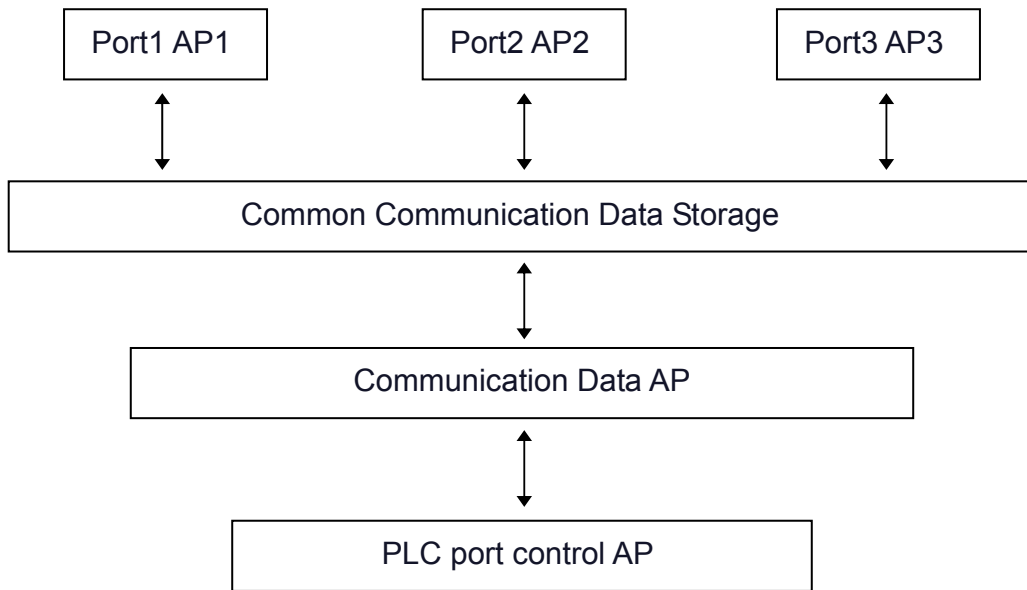 Port1 AP1
Port2 AP2
Port3 AP3
Common Communication Data Storage
Communication Data AP
PLC port control AP